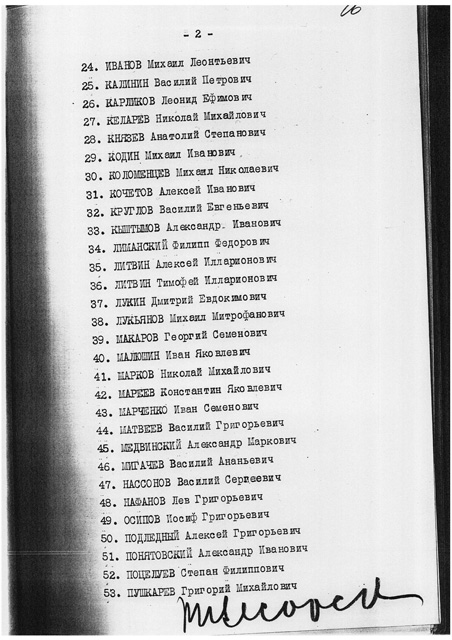 - 2 -
24. ИВАНОВ Михаил Леонтьевич
25. КАЛИНИН Василий Петрович
26. КАРЛИКОВ Леонид Ефимович
27. КЕЛАРЕВ Николай Михайлович
28. КНЯЗЕВ Анатолий Степанович
29. КОДИН Михаил Иванович
30. КОЛОМЕНЦЕВ Михаил Николаевич
31. КОЧЕТОВ Алексей Иванович
32. КРУГЛОВ Василий Евгеньевич
33. КЫШТЫМОВ Александр Иванович
34. ЛИМАНСКИЙ Филипп Федорович
35. ЛИТВИН Алексей Илларионович
36. ЛИТВИН Тимофей Илларионович
37. ЛУКИН Дмитрий Евдокимович
38. ЛУКЬЯНОВ Михаил Митрофанович
39. МАКАРОВ Георгий Семенович
40. МАЛЮШИН Иван Яковлевич
41. МАРКОВ Николай Михайлович
42. МАРЕЕВ Константин Яковлевич
43. МАРЧЕНКО Иван Семенович
44. МАТВЕЕВ Василий Григорьевич
45. МЕДВИНСКИЙ Александр Маркович
46. МИГАЧЕВ Василий Ананьевич
47. НАССОНОВ Василий Сергеевич
48. НАФАНОВ Лев Григорьевич
49. ОСИПОВ Иосиф Григорьевич
50. ПОДЛЕДНЫЙ Алексей Григорьевич
51. ПОНЯТОВСКИЙ Александр Иванович
52. ПОЦЕЛУЕВ Степан Филиппович
53. ПУШКАРЕВ Григорий Михайлович